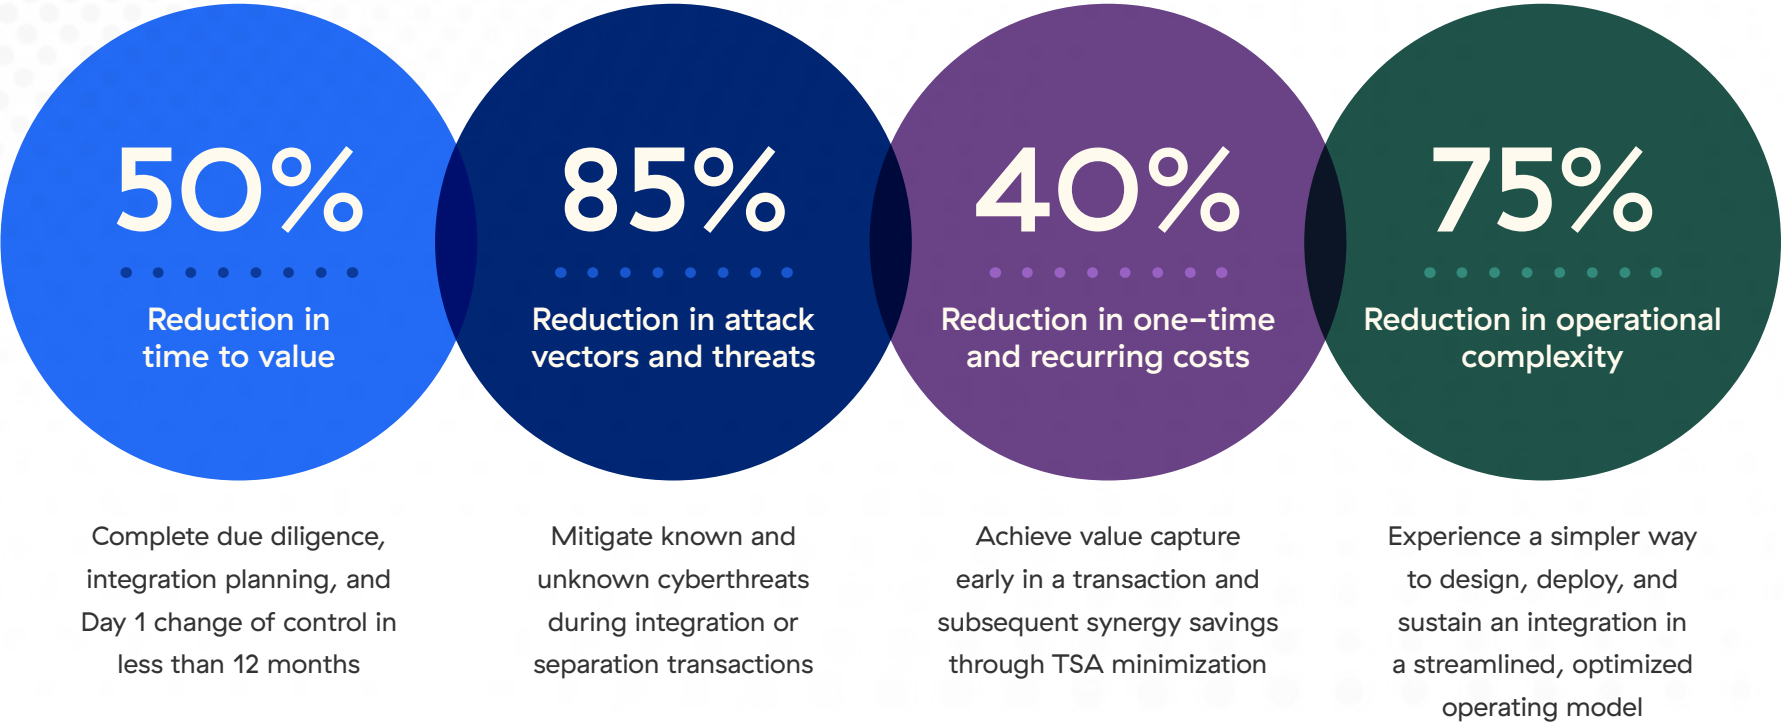 50%
Reduction in
time to value
Complete due diligence,
integration planning, and
Day 1 change of control in
less than 12 months
85%
Reduction in attack
vectors and threats
Mitigate known and
unknown cyberthreats
during integration or
separation transactions
40%
Reduction in one-time
and recurring costs
Achieve value capture
early in a transaction and
subsequent synergy savings
through TSA minimization
75%
Reduction in operational
complexity
Experience a simpler way
to design, deploy, and
sustain an integration in
a streamlined, optimized
operating model